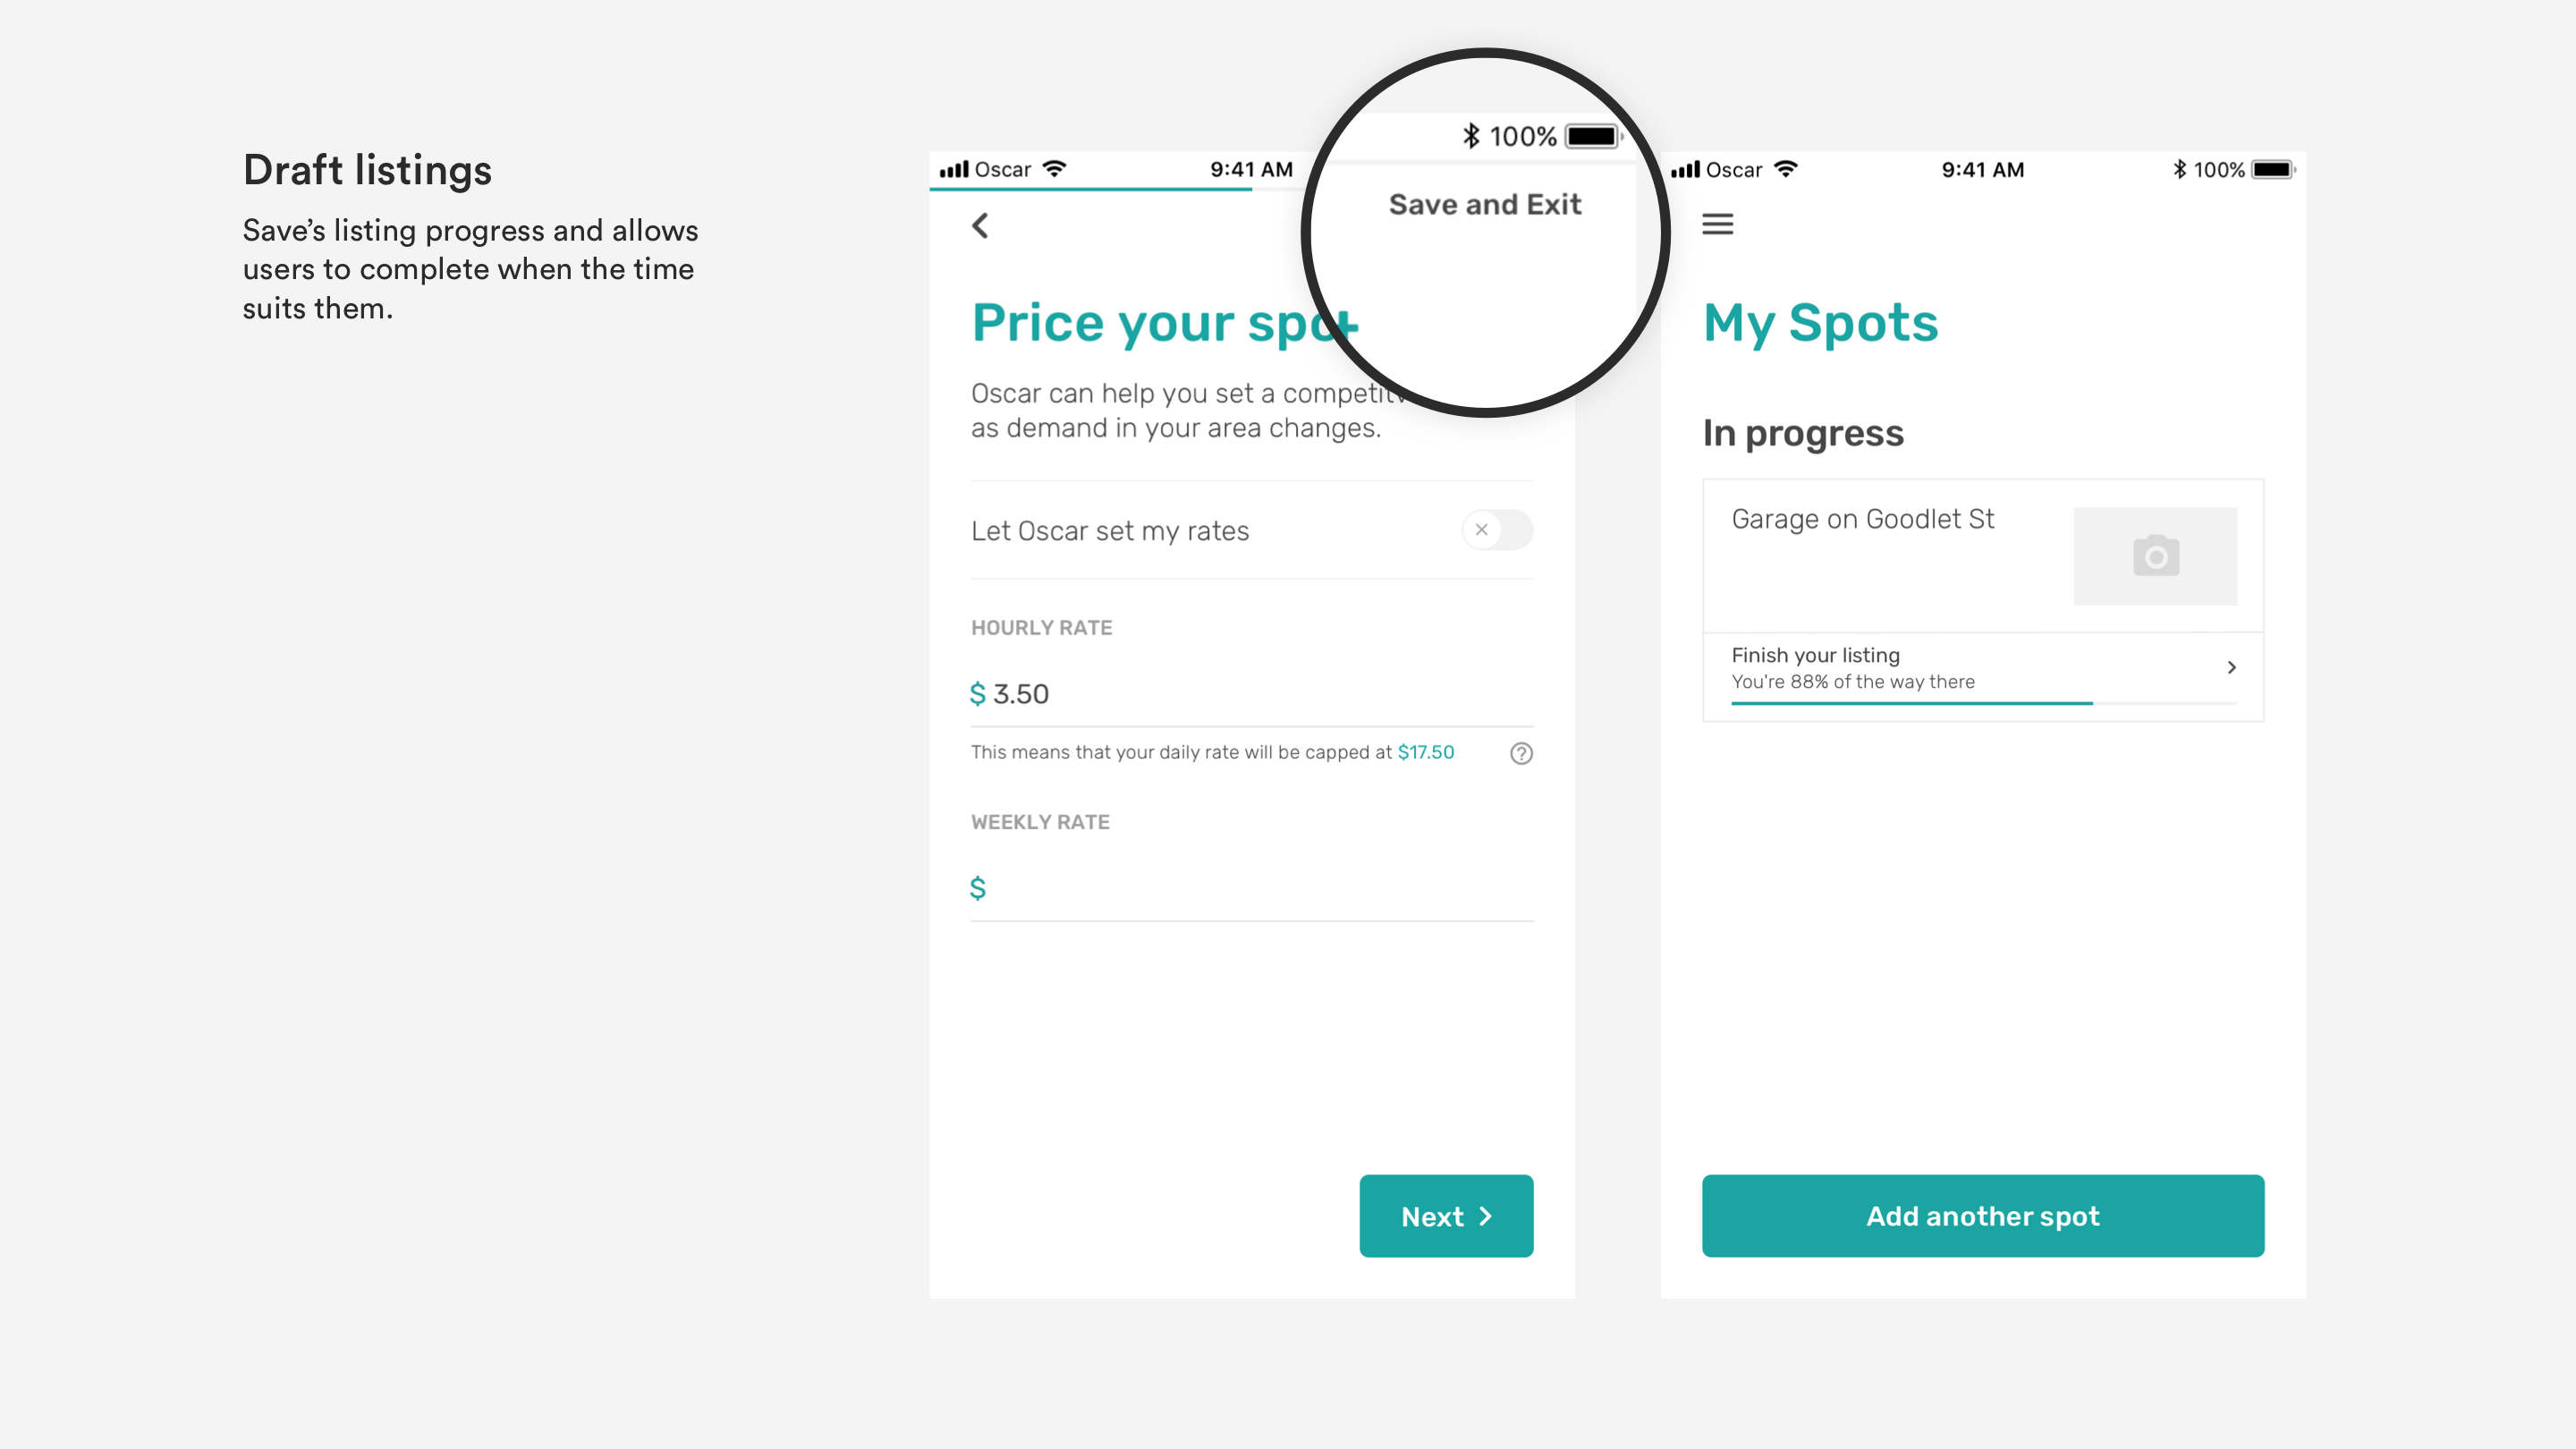 Draft listings
Save’s listing progress and allows
users to complete when the time
suits them.
Oscar
9:41 AM
100%
Save and Exit
Price your spot
Oscar can help you set a
as demand in your area changes.
Let Oscar set my rates
HOURLY RATE
$ 3.50
This means that your daily rate will be capped at $17.50
WEEKLY RATE
$
Next
Oscar
9:41 AM
100%
My Spots
In progress
Garage on Goodlet St
Finish your listing
You're 88% of the way there
Add another spot